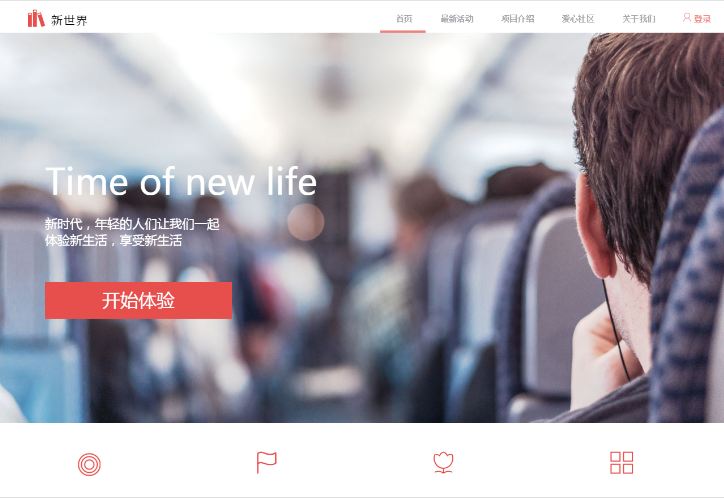 新世界
首页 最新活动 项目介绍 爱心社区 关于我们 登录
Time of new life
新时代，年轻的人们让我们一起
体验新生活，享受新生活
开始体验